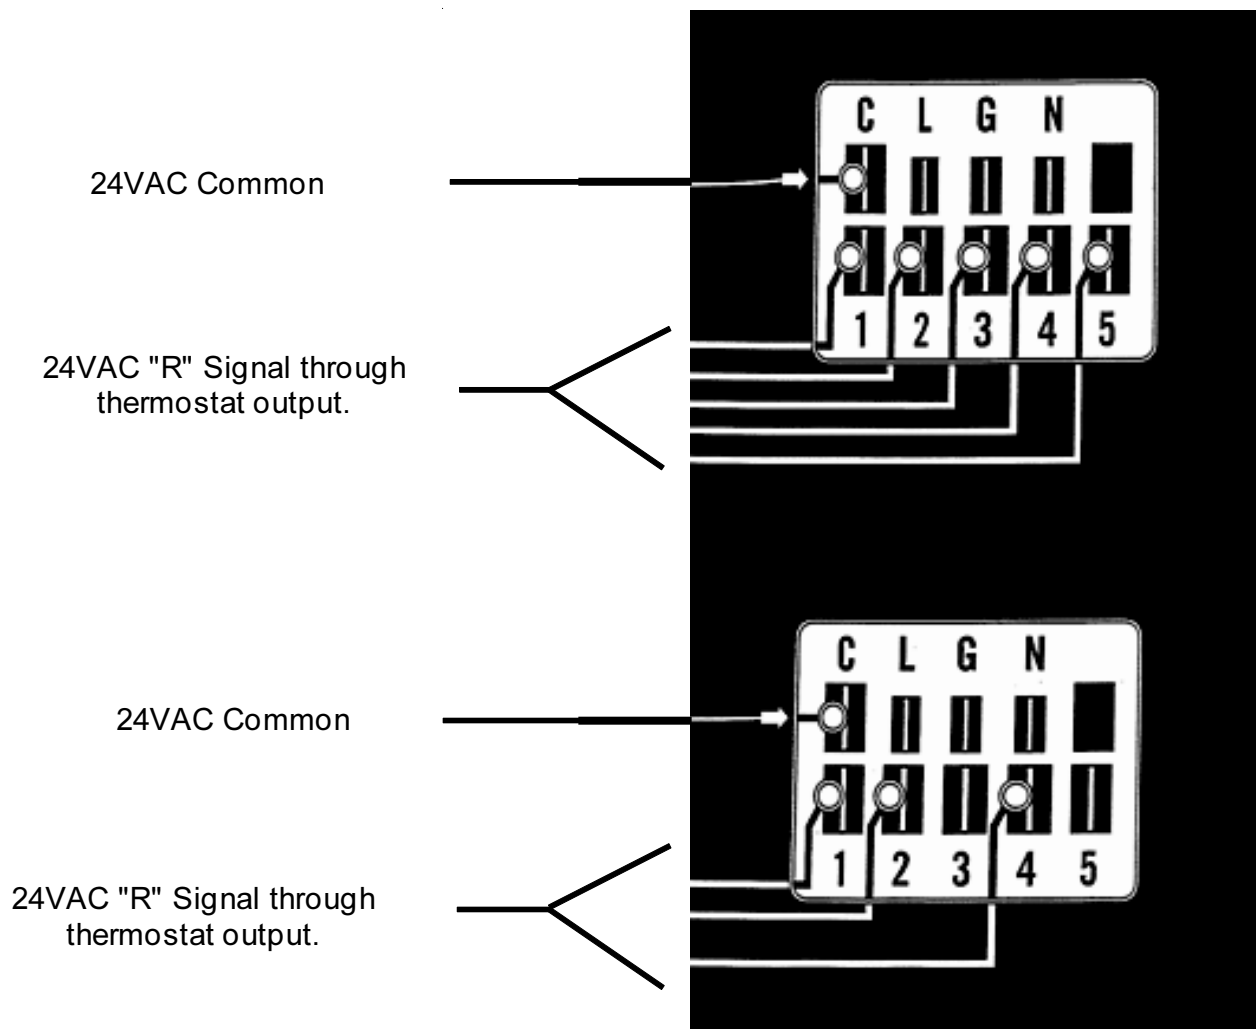 C L G N
24VAC Common
1 2 3 4 5
24VAC "R" Signal through
thermostat output.
C L G N
24VAC Common
1 2 3 4 5
24VAC "R" Signal through
thermostat output.